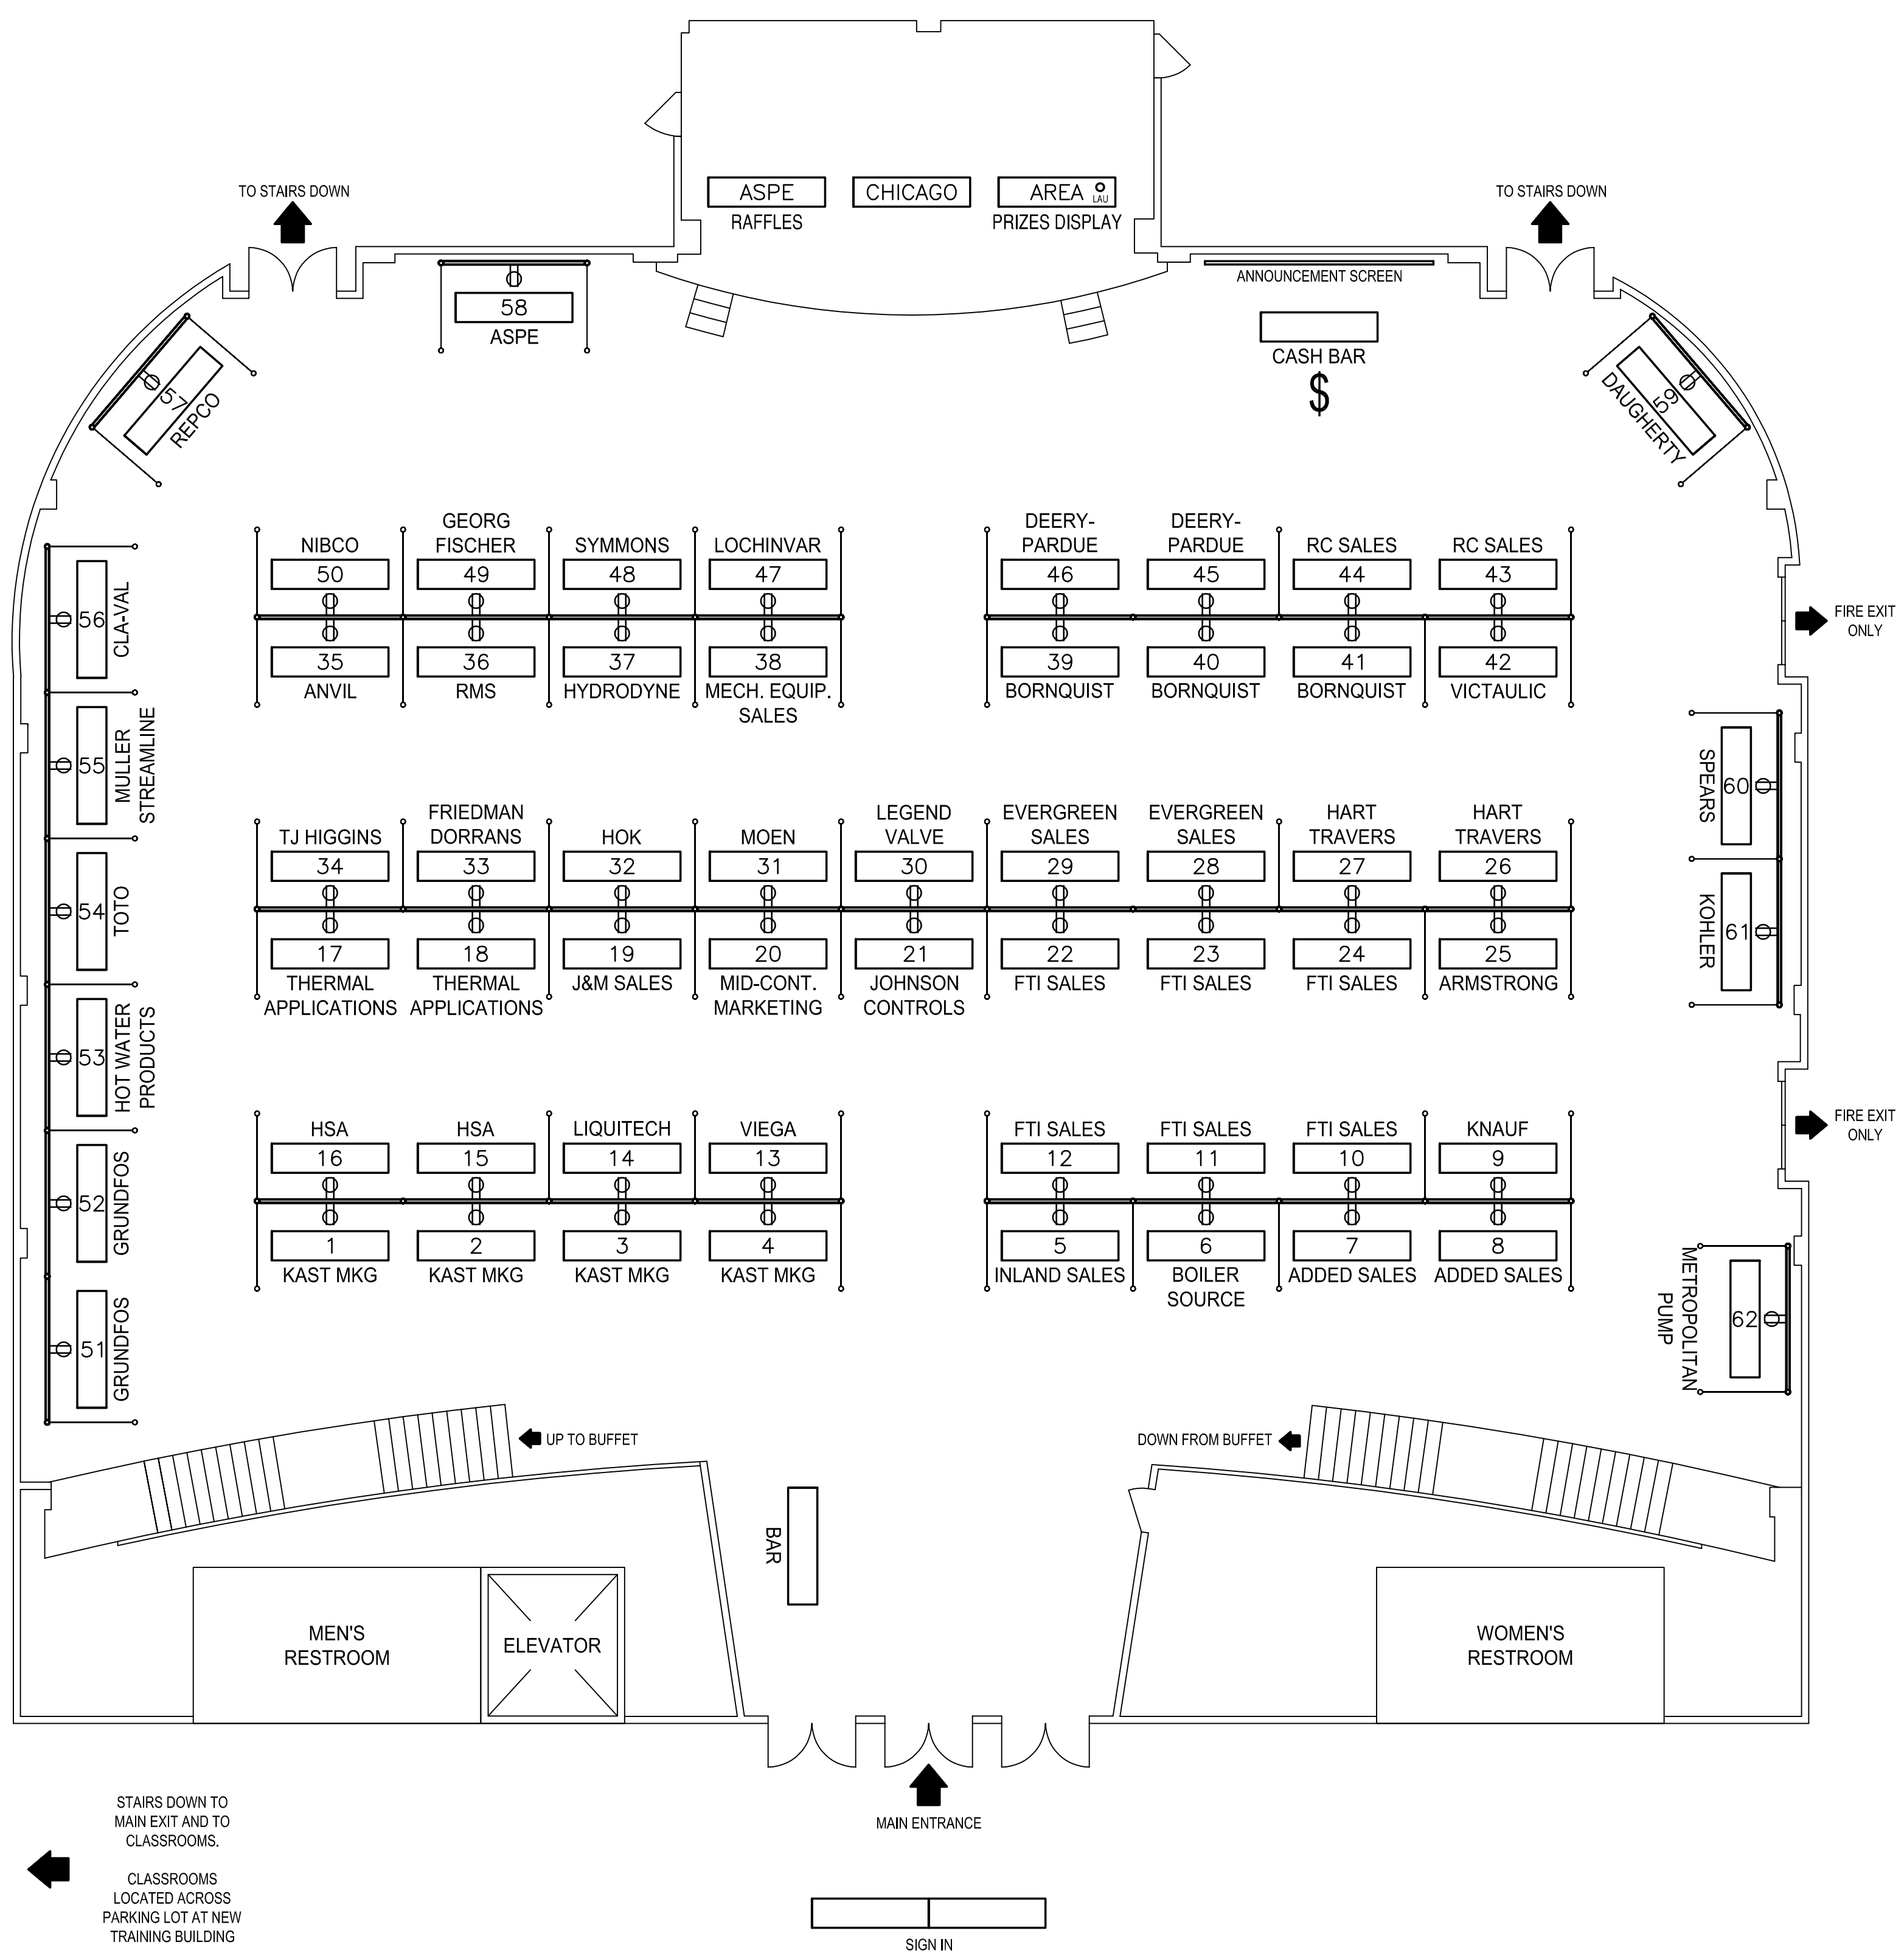 TO STAIRS DOWN
ASPE
CHICAGO
AREA
LAU
RAFFLES
PRIZES DISPLAY
TO STAIRS DOWN
ANNOUNCEMENT SCREEN
58
ASPE
CASH BAR
$
57
REPCO
59
DAUGHERTY
NIBCO
GEORG
FISCHER
SYMMONS
LOCHINVAR
DEERY-
PARDUE
DEERY-
PARDUE
RC SALES
RC SALES
50
49
48
47
46
45
44
43
35
36
37
38
39
40
41
42
ANVIL
RMS
HYDRODYNE
MECH. EQUIP.
SALES
BORNQUIST
BORNQUIST
BORNQUIST
VICTAULIC
56
CLA-VAL
55
MULLER
STREAMLINE
54
TOTO
53
HOT WATER
PRODUCTS
52
GRUNDFOS
51
GRUNDFOS
FIRE EXIT
ONLY
60
SPEARS
61
KOHLER
FIRE EXIT
ONLY
62
METROPOLITAN
PUMP
TJ HIGGINS
FRIEDMAN
DORRANS
HOK
MOEN
LEGEND
VALVE
EVERGREEN
SALES
EVERGREEN
SALES
HART
TRAVERS
HART
TRAVERS
34
33
32
31
30
29
28
27
26
17
18
19
20
21
22
23
24
25
THERMAL
APPLICATIONS
THERMAL
APPLICATIONS
J&M SALES
MID-CONT.
MARKETING
JOHNSON
CONTROLS
FTI SALES
FTI SALES
FTI SALES
ARMSTRONG
HSA
HSA
LIQUITECH
VIEGA
FTI SALES
FTI SALES
FTI SALES
KNAUF
16
15
14
13
12
11
10
9
1
2
3
4
5
6
7
8
KAST MKG
KAST MKG
KAST MKG
KAST MKG
INLAND SALES
BOILER
SOURCE
ADDED SALES
ADDED SALES
UP TO BUFFET
DOWN FROM BUFFET
BAR
MEN'S
RESTROOM
ELEVATOR
WOMEN'S
RESTROOM
MAIN ENTRANCE
STAIRS DOWN TO
MAIN EXIT AND TO
CLASSROOMS.
CLASSROOMS
LOCATED ACROSS
PARKING LOT AT NEW
TRAINING BUILDING
SIGN IN